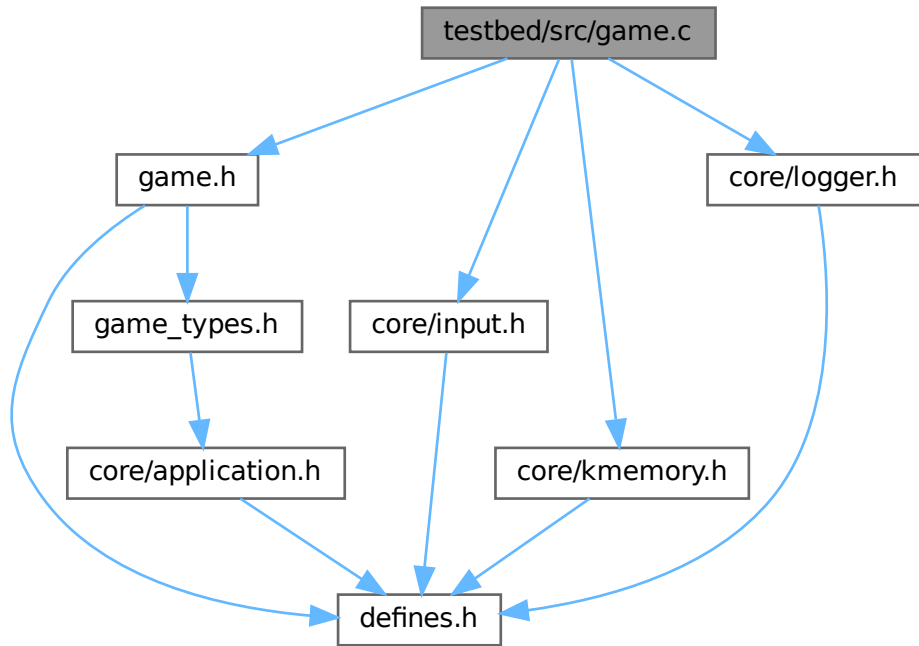 testbed/src/game.c
game.h
core/logger.h
game_types.h
core/input.h
core/application.h
core/kmemory.h
defines.h